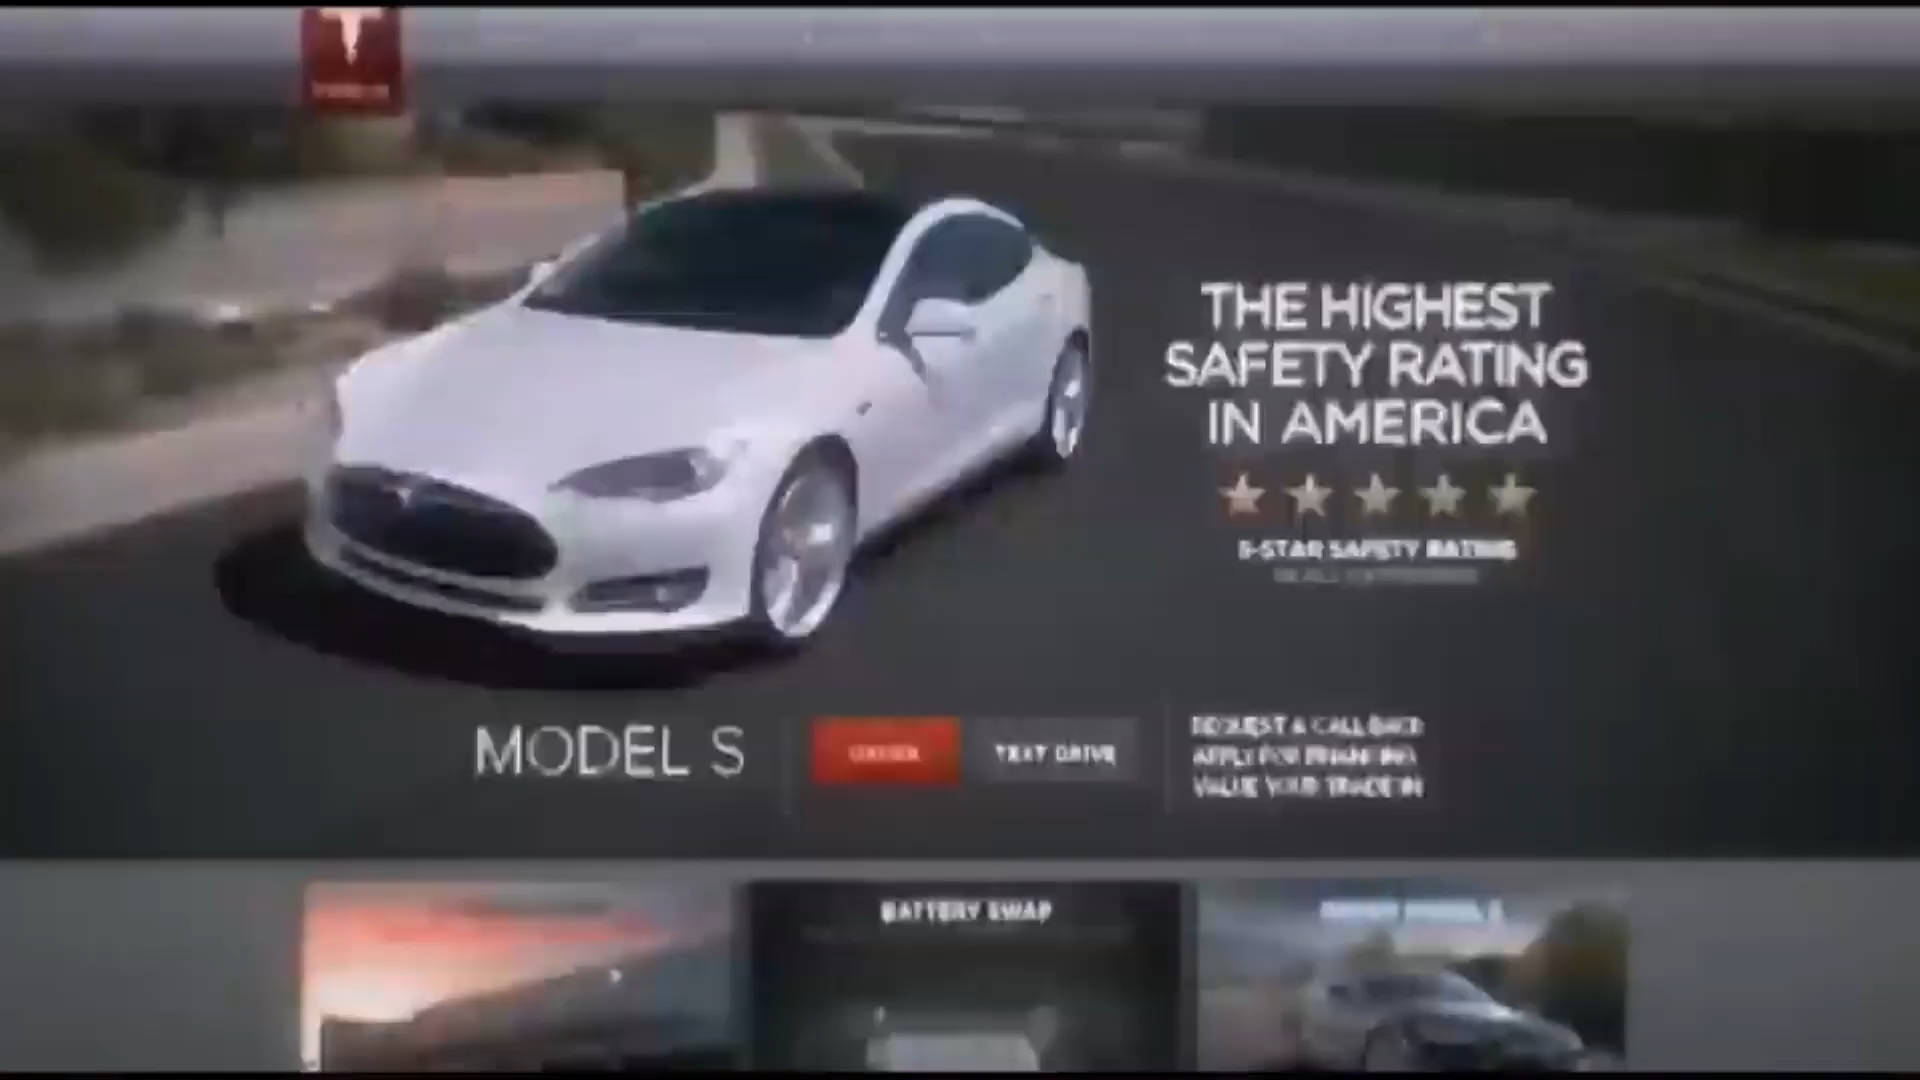 THE HIGHEST
SAFETY RATING
IN AMERICA
5-STAR SAFETY RATING
MODEL S
ORDER
TEST DRIVE
REQUEST A CALL BACK
APPLY FOR FINANCING
VALUE YOUR TRADE IN
BATTERY SWAP